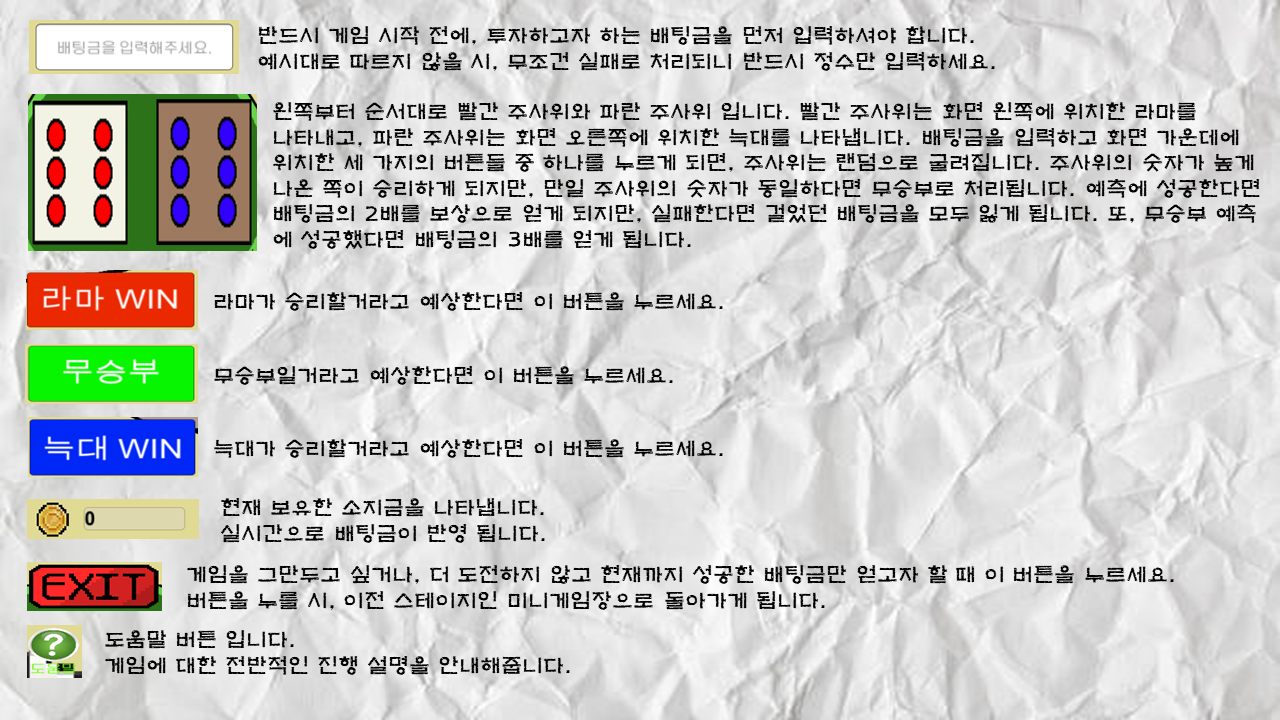 배팅금을 입력해주세요.
반드시 게임 시작 전에, 투자하고자 하는 배팅금을 먼저 입력하셔야 합니다.
예시대로 따르지 않을 시, 무조건 실패로 처리되니 반드시 정수만 입력하세요.
왼쪽부터 순서대로 빨간 주사위와 파란 주사위 입니다. 빨간 주사위는 화면 왼쪽에 위치한 라마를
나타내고, 파란 주사위는 화면 오른쪽에 위치한 늑대를 나타냅니다. 배팅금을 입력하고 화면 가운데에
위치한 세 가지의 버튼들 중 하나를 누르게 되면, 주사위는 랜덤으로 굴려집니다. 주사위의 숫자가 높게
나온 쪽이 승리하게 되지만, 만일 주사위의 숫자가 동일하다면 무승부로 처리됩니다. 예측에 성공한다면
배팅금의 2배를 보상으로 얻게 되지만, 실패한다면 걸었던 배팅금을 모두 잃게 됩니다. 또, 무승부 예측
에 성공했다면 배팅금의 3배를 얻게 됩니다.
라마 WIN
라마가 승리할거라고 예상한다면 이 버튼을 누르세요.
무승부
무승부일거라고 예상한다면 이 버튼을 누르세요.
늑대 WIN
늑대가 승리할거라고 예상한다면 이 버튼을 누르세요.
0
현재 보유한 소지금을 나타냅니다.
실시간으로 배팅금이 반영 됩니다.
EXIT
게임을 그만두고 싶거나, 더 도전하지 않고 현재까지 성공한 배팅금만 얻고자 할 때 이 버튼을 누르세요.
버튼을 누를 시, 이전 스테이지인 미니게임장으로 돌아가게 됩니다.
?
도움말
도움말 버튼 입니다.
게임에 대한 전반적인 진행 설명을 안내해줍니다.